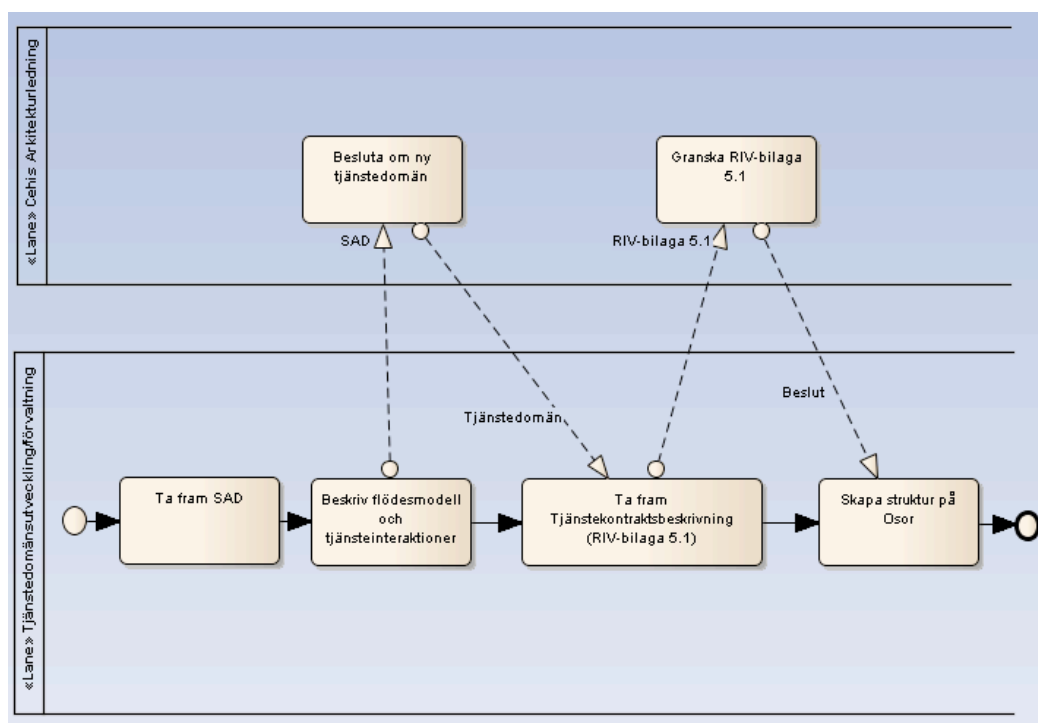 «Lane» Cehis Arkitekturledning
Besluta om ny
tjänstedomän
Granska RIV-bilaga
5.1
SAD
RIV-bilaga 5.1
«Lane» Tjänstedomänsutveckling/förvaltning
Tjänstedomän
Beslut
Ta fram SAD
Beskriv flödesmodell
och
tjänsteinteraktioner
Ta fram
Tjänstekontraktsbeskrivning
(RIV-bilaga 5.1)
Skapa struktur på
Osor